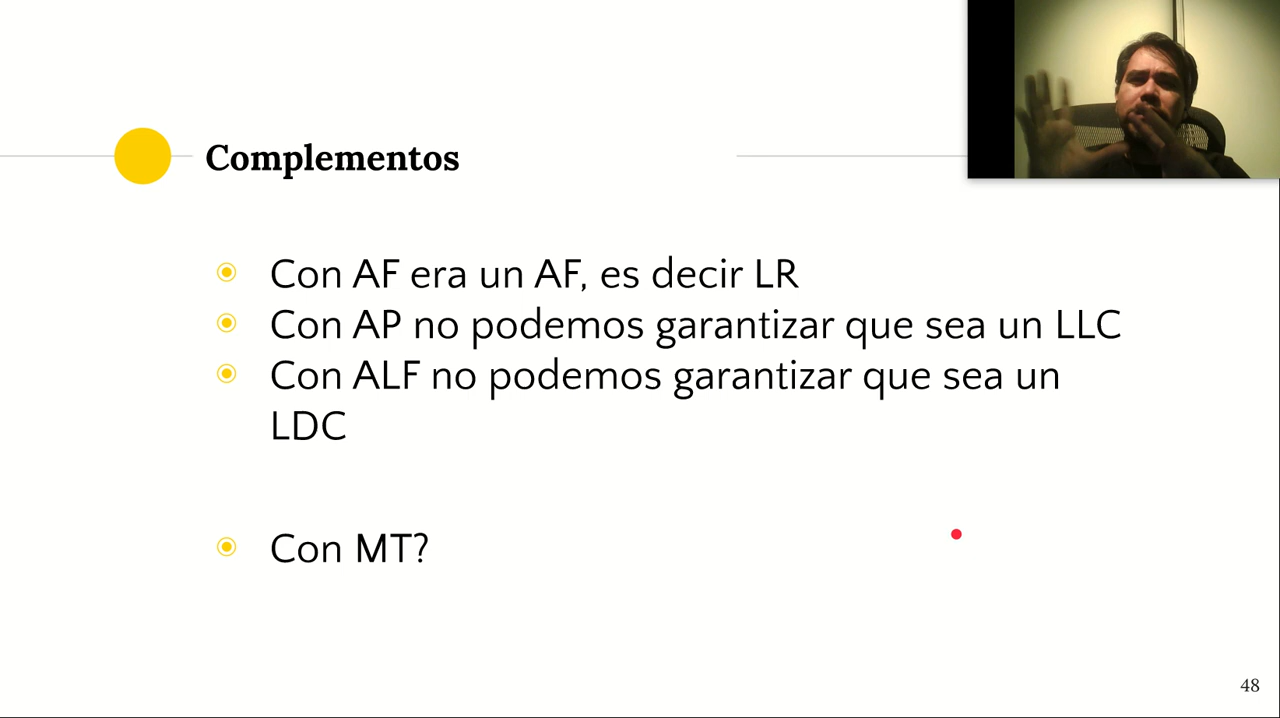 Complementos
Con AF era un AF, es decir LR
Con AP no podemos garantizar que sea un LLC
Con ALF no podemos garantizar que sea un
LDC
Con MT?
48